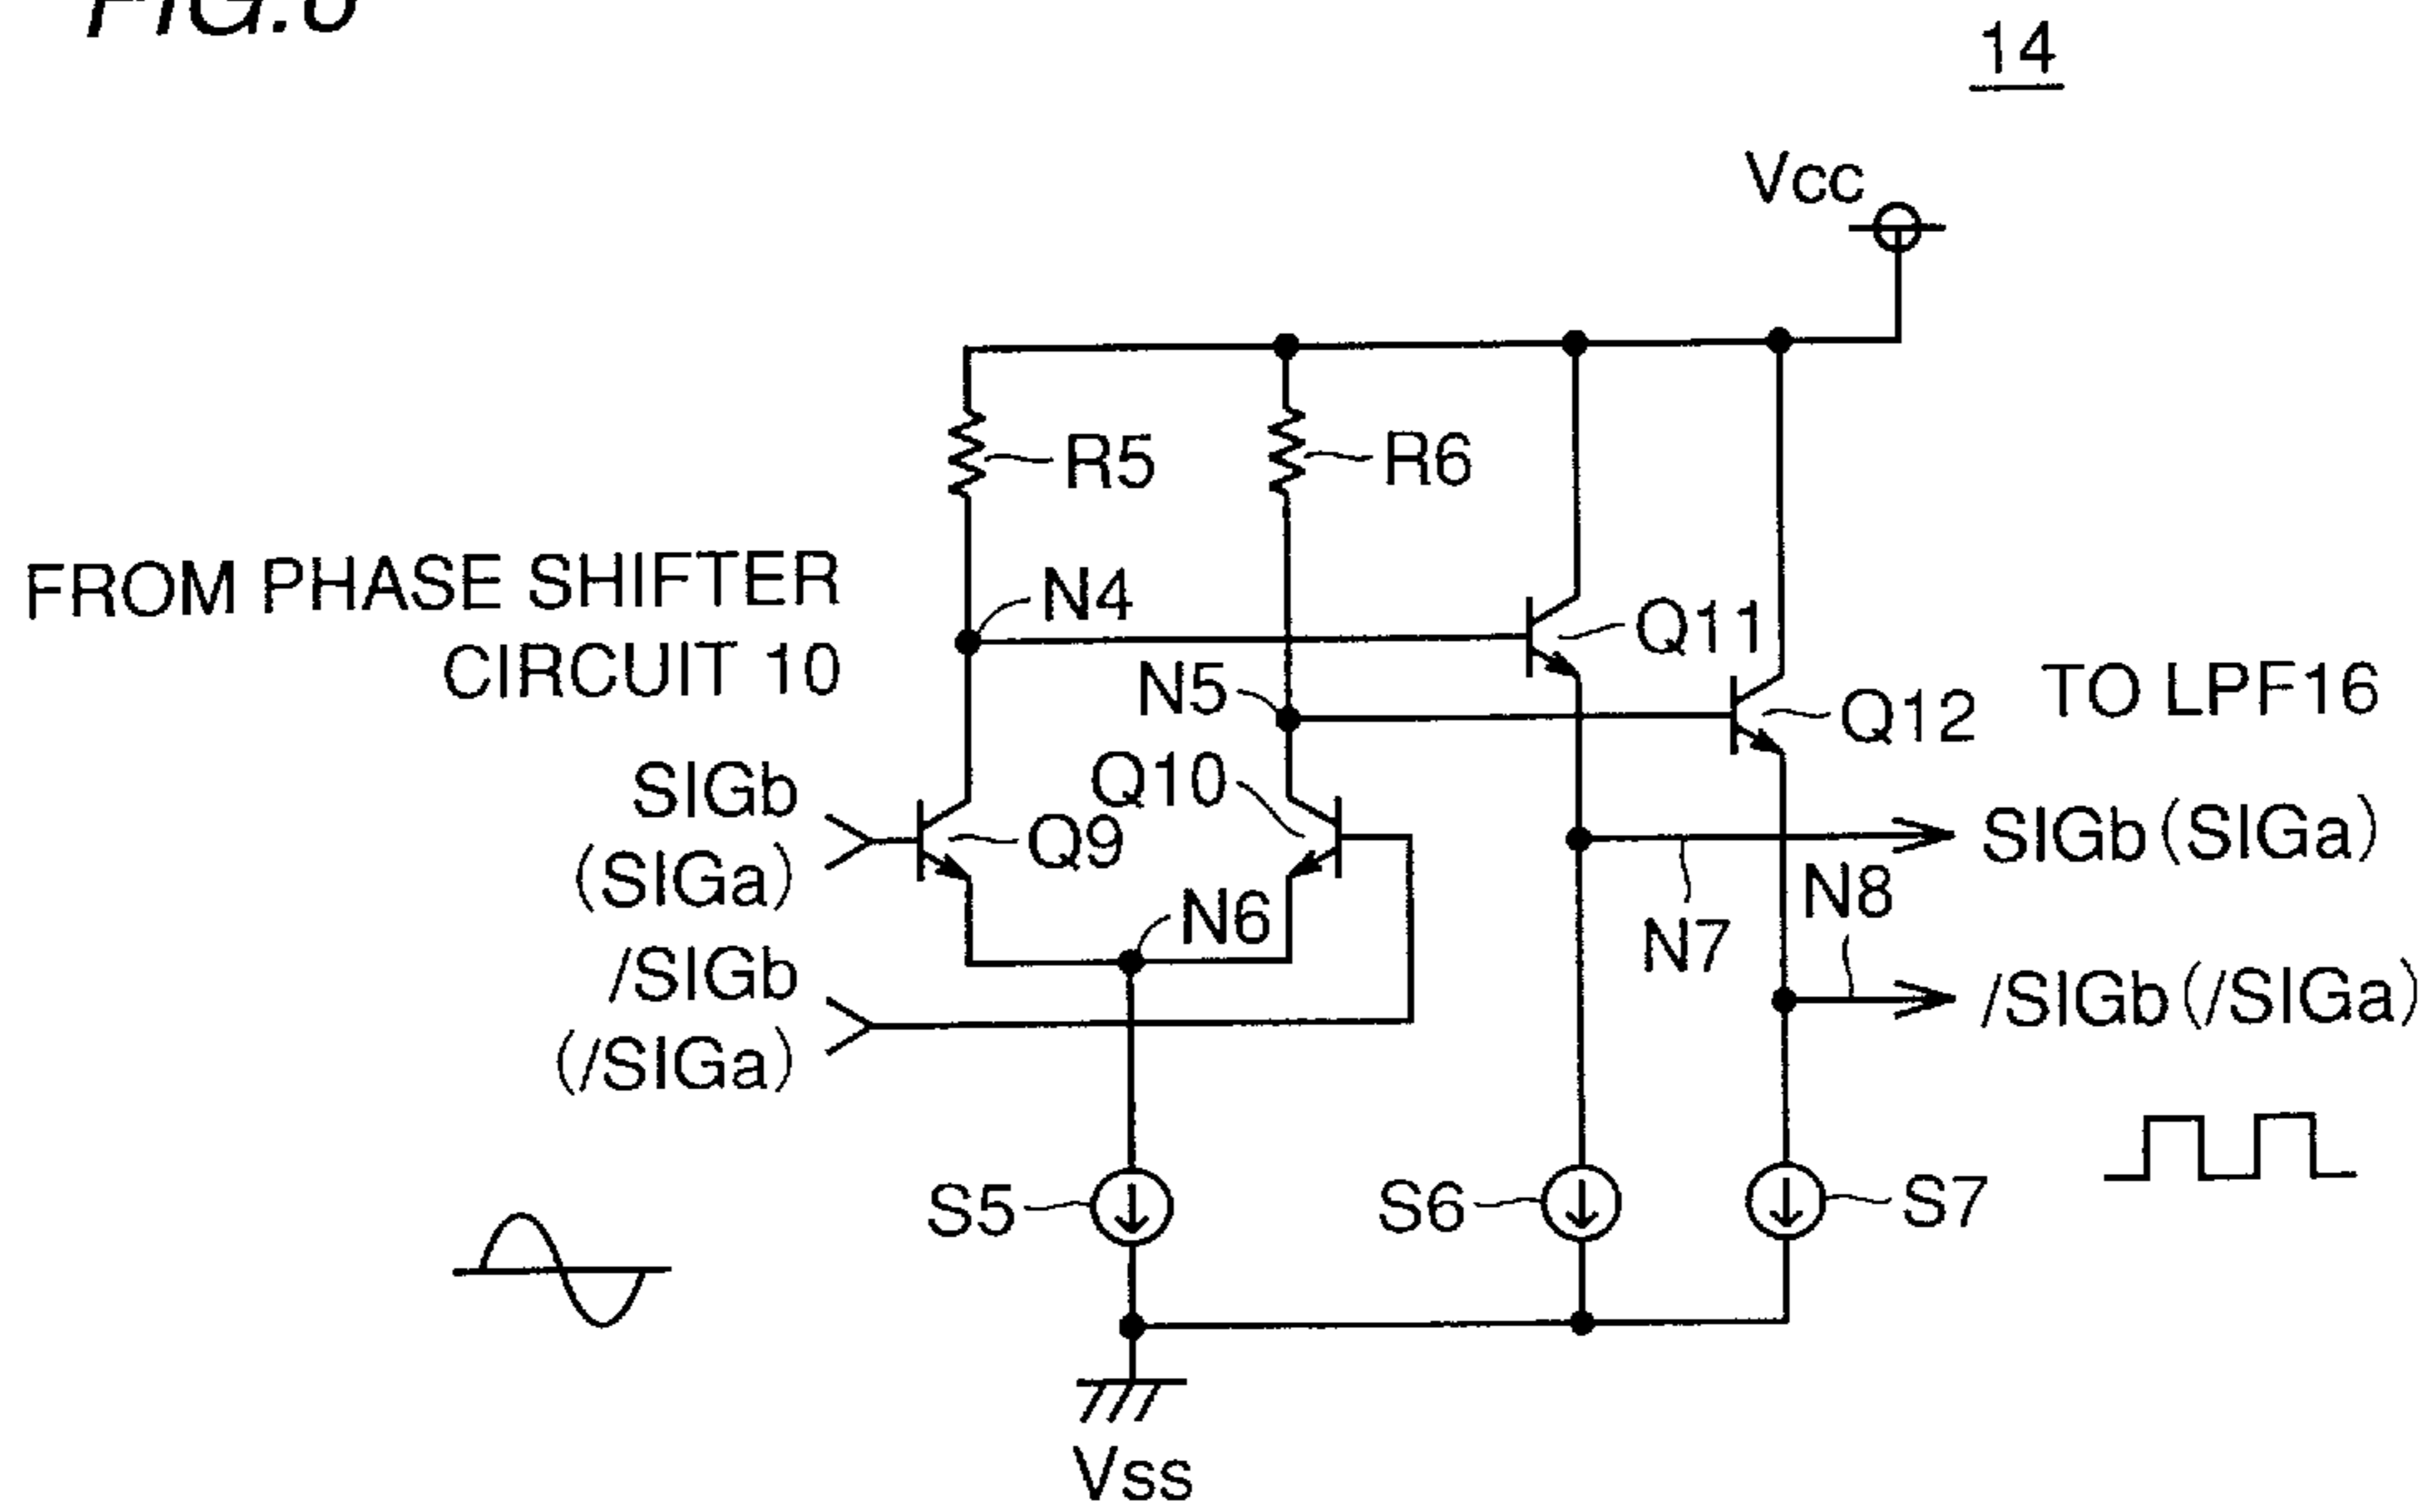 14
Vcc
R5
R6
FROM PHASE SHIFTER
CIRCUIT 10
N4
Q11
N5
Q12
TO LPF16
SIGb
(SIGa)
Q10
Q9
SIGb(SIGa)
N8
/SIGb
(/SIGa)
N6
N7
/SIGb(/SIGa)
S5
S6
S7
Vss